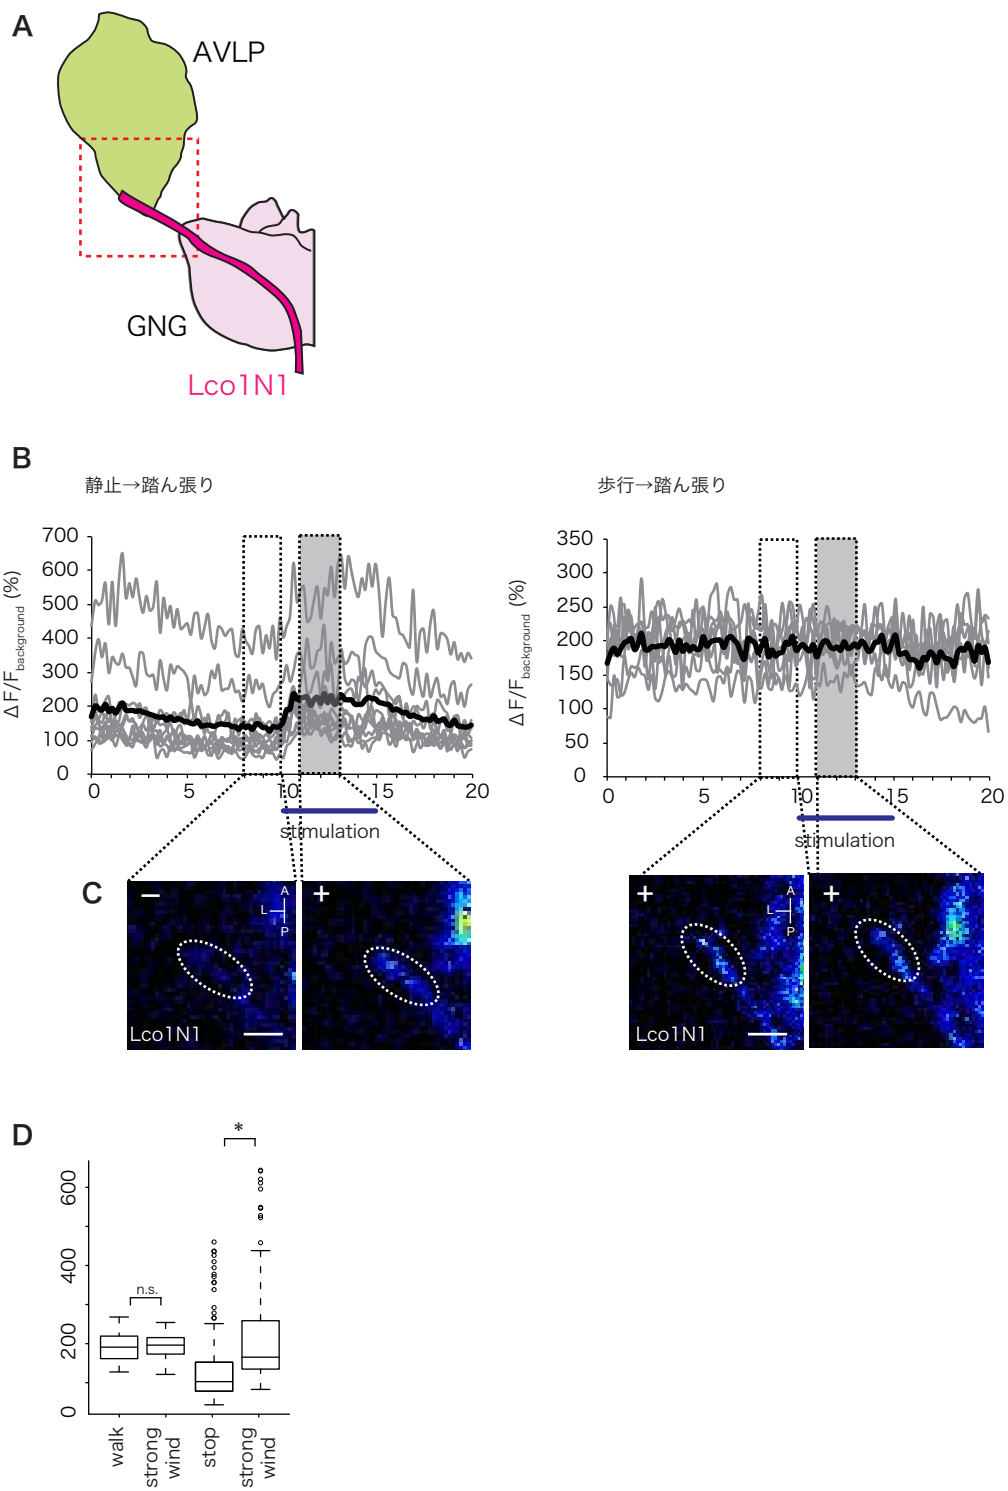 A
AVLP
GNG
Lco1N1
B
静止→踏ん張り
歩行→踏ん張り
ΔF/Fbackground (%)
700
600
500
400
300
200
100
0
0 5 10 15 20
stimulation
ΔF/Fbackground (%)
350
300
250
200
150
100
50
0
0 5 10 15 20
stimulation
C
−
A
L
P
Lco1N1
+
+
A
L
P
Lco1N1
+
D
*
n.s.
600
400
200
0
walk
strong
wind
stop
strong
wind